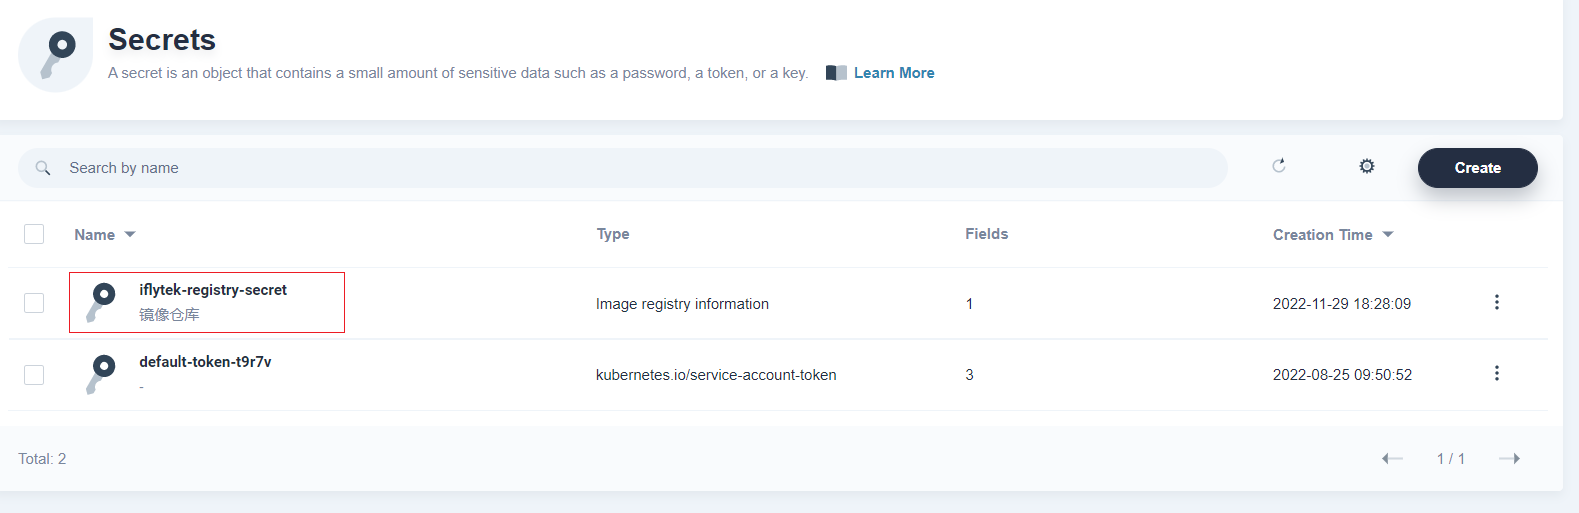 Secrets
A secret is an object that contains a small amount of sensitive data such as a password, a token, or a key. Learn More
Search by name
Create
Name Type Fields Creation Time
iflytek-registry-secret
镜像仓库
Image registry information 1 2022-11-29 18:28:09
default-token-t9r7v
-
kubernetes.io/service-account-token 3 2022-08-25 09:50:52
Total: 2 1 / 1